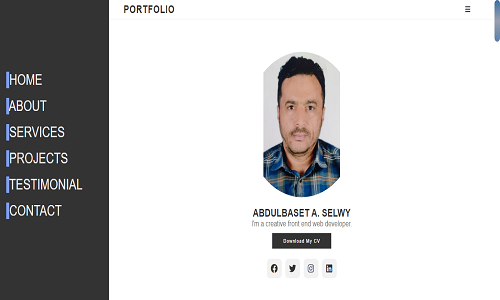 PORTFOLIO
HOME
ABOUT
SERVICES
PROJECTS
TESTIMONIAL
CONTACT
ABDULBASET A. SELWY
I'm a creative front end web developer.
Download My CV